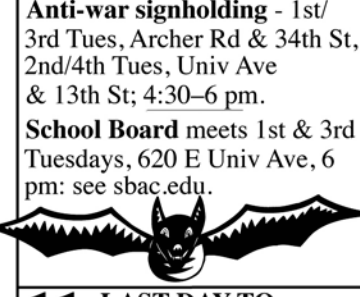 Anti-war signholding - 1st/
3rd Tues, Archer Rd & 34th St,
2nd/4th Tues, Univ Ave
& 13th St; 4:30–6 pm.
School Board meets 1st & 3rd
Tuesdays, 620 E Univ Ave, 6
pm: see sbac.edu.
LAST DAY TO